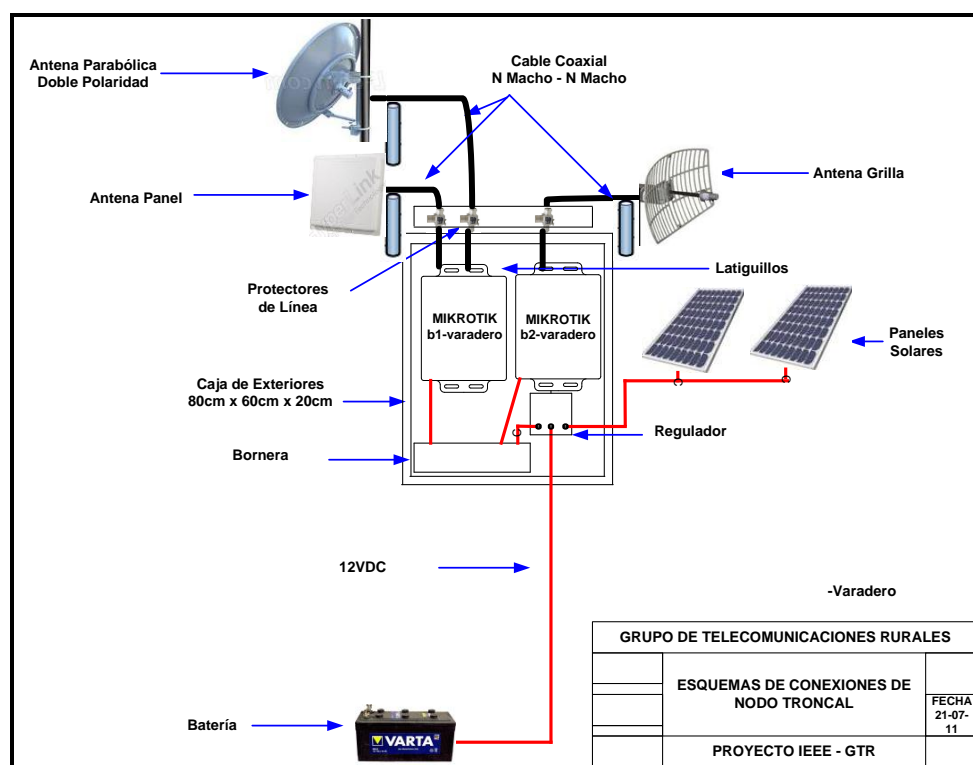 Antena Parabólica
Doble Polaridad
Cable Coaxial
N Macho - N Macho
Antena Panel
Antena Grilla
Protectores
de Línea
Latiguillos
MIKROTIK
b1-varadero
MIKROTIK
b2-varadero
Paneles
Solares
Caja de Exteriores
80cm x 60cm x 20cm
Regulador
Bornera
12VDC
-Varadero
GRUPO DE TELECOMUNICACIONES RURALES
ESQUEMAS DE CONEXIONES DE
NODO TRONCAL
FECHA
21-07-
11
PROYECTO IEEE - GTR
Batería
VARTA